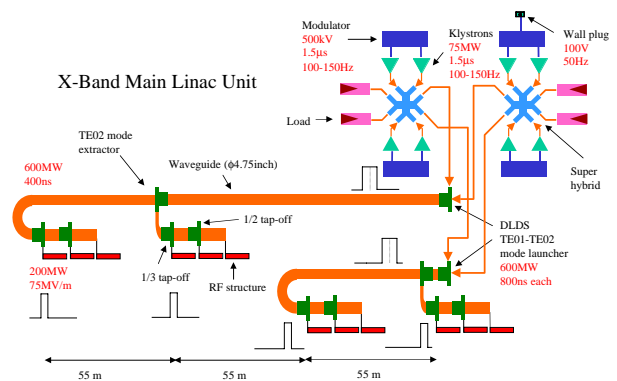 Modulator
500kV
1.5μs
100-150Hz
Klystrons
75MW
1.5μs
100-150Hz
Wall plug
100V
50Hz
X-Band Main Linac Unit
Load
TE02 mode
extractor
Waveguide (ϕ4.75inch)
Super
hybrid
600MW
400ns
1/2 tap-off
DLDS
TE01-TE02
mode launcher
600MW
800ns each
200MW
75MV/m
1/3 tap-off
RF structure
55 m
55 m
55 m